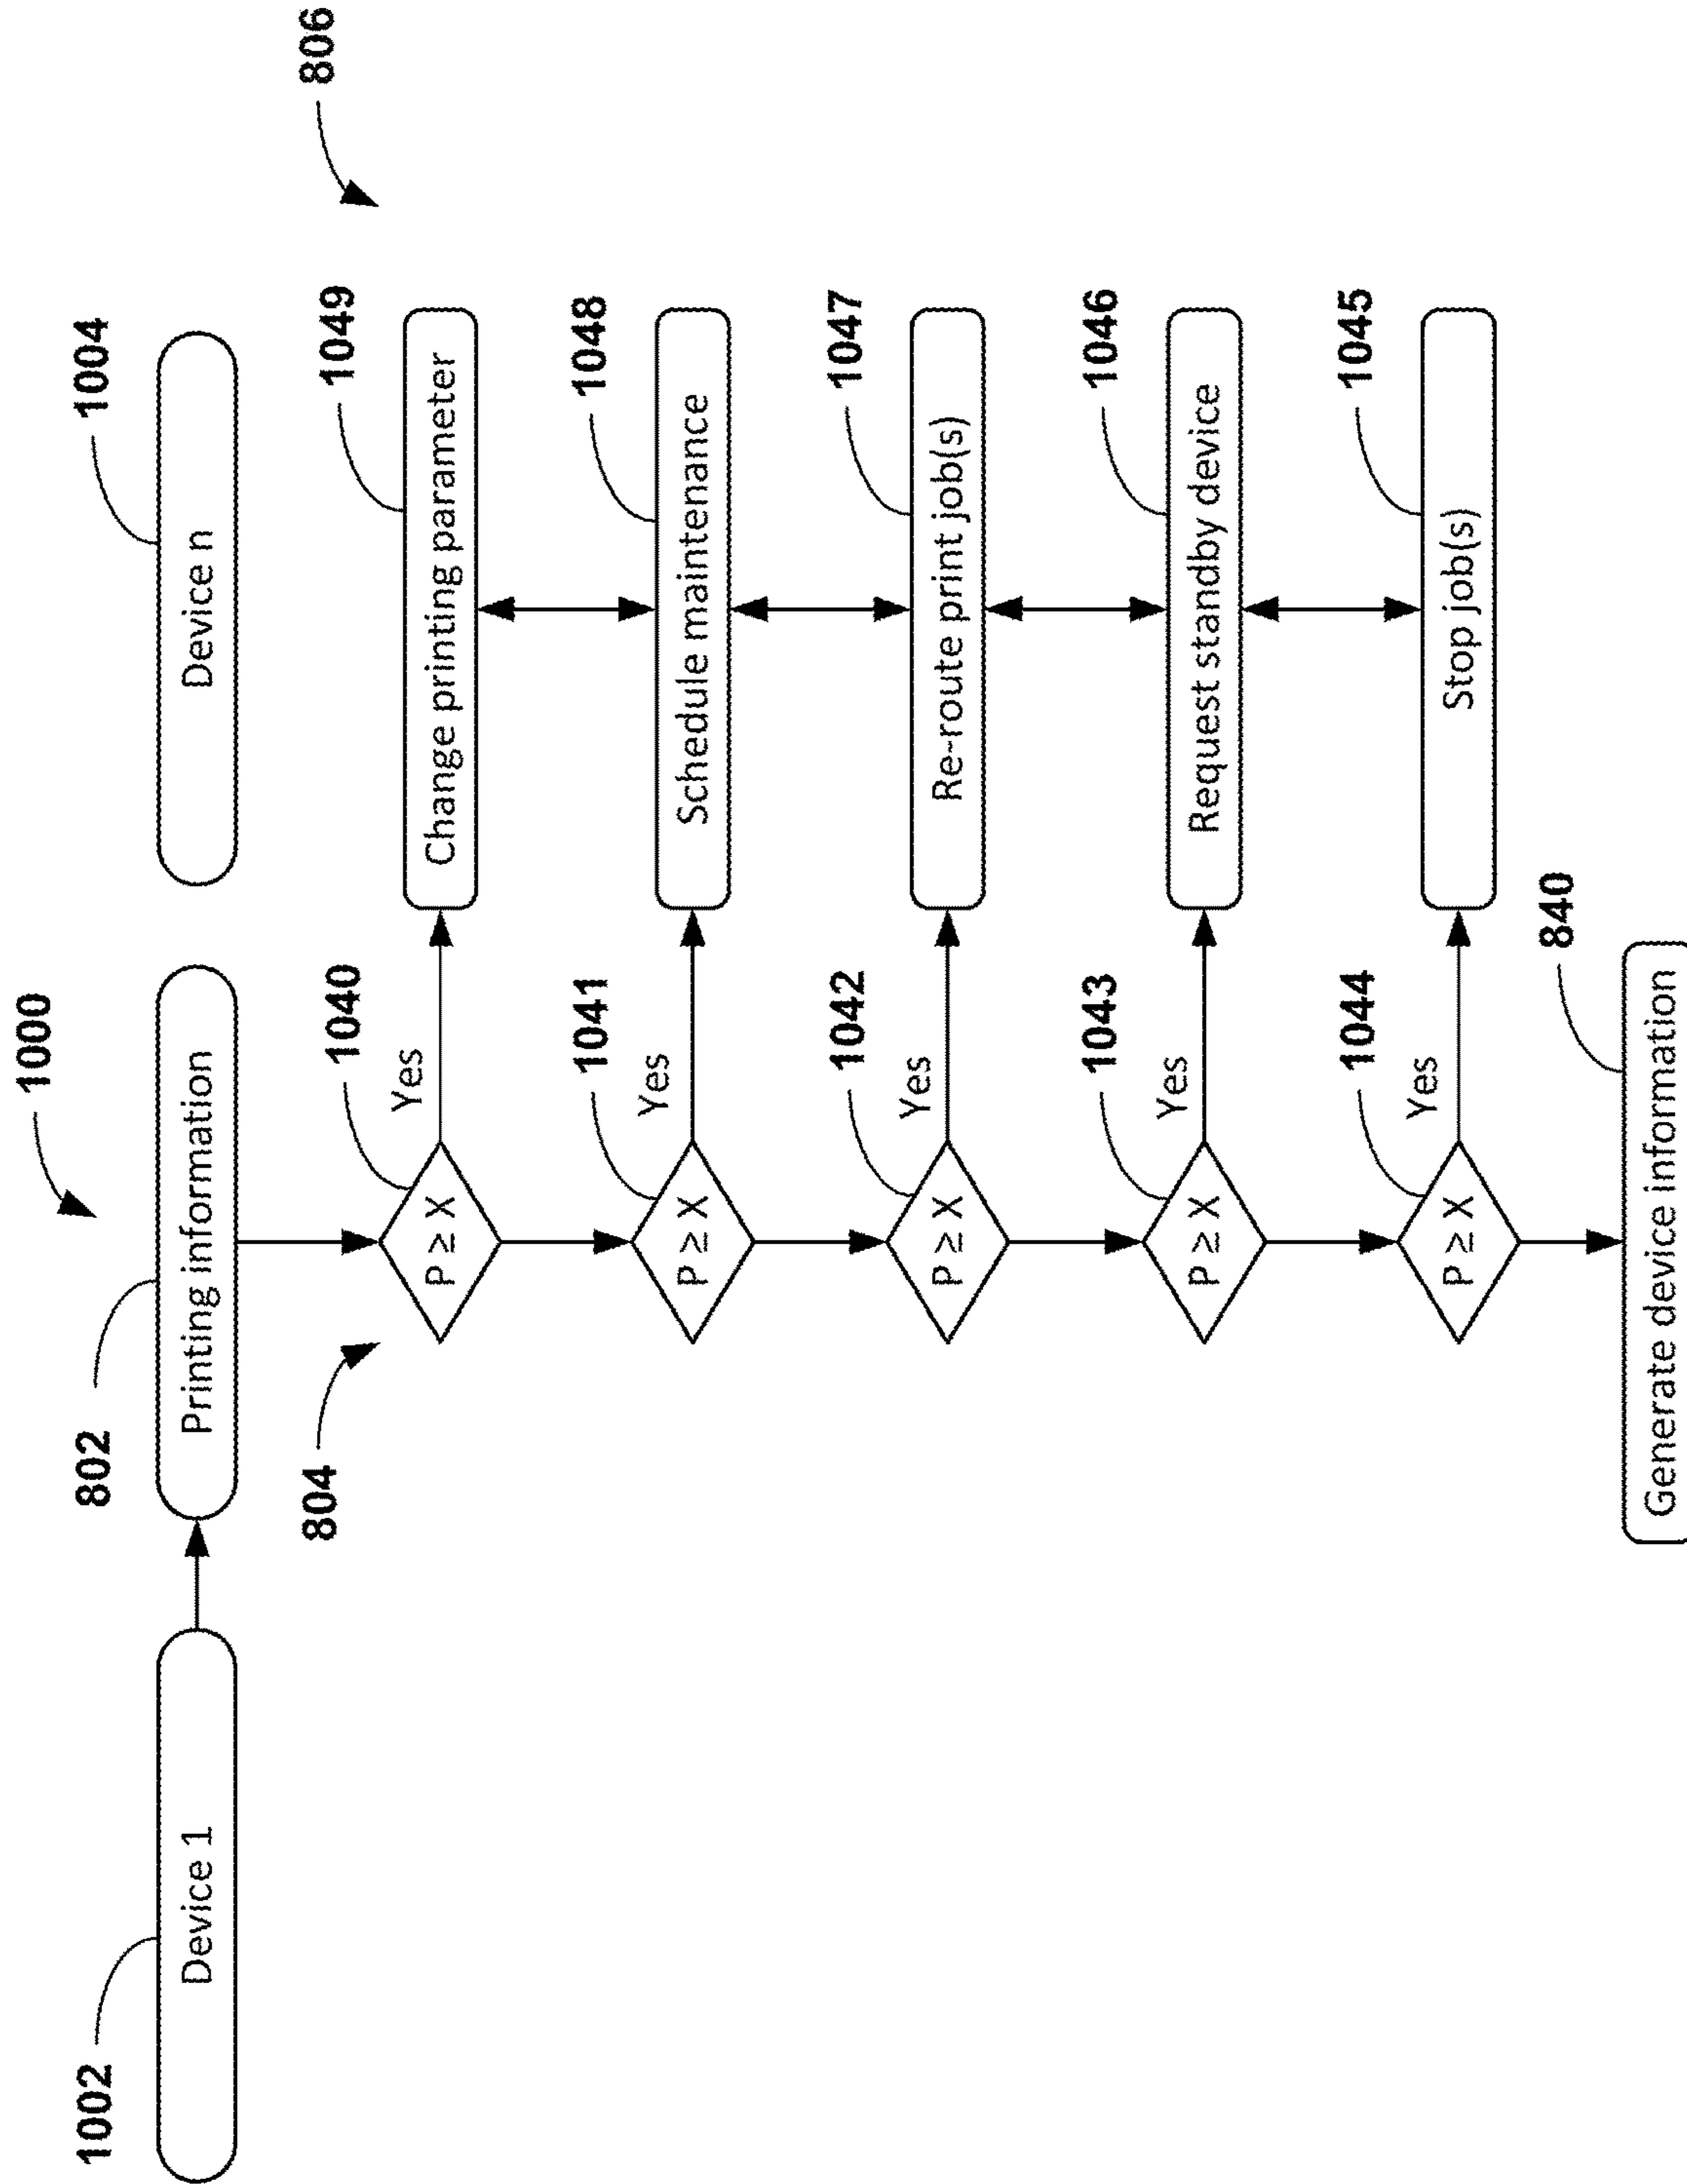 1000
1002
802
1004
Device 1
Printing information
Device n
806
804
1040
1049
P ≥ X
Yes
Change printing parameter
1041
1048
P ≥ X
Yes
Schedule maintenance
1042
1047
P ≥ X
Yes
Re-route print job(s)
1043
1046
P ≥ X
Yes
Request standby device
1044
1045
P ≥ X
Yes
Stop job(s)
840
Generate device information